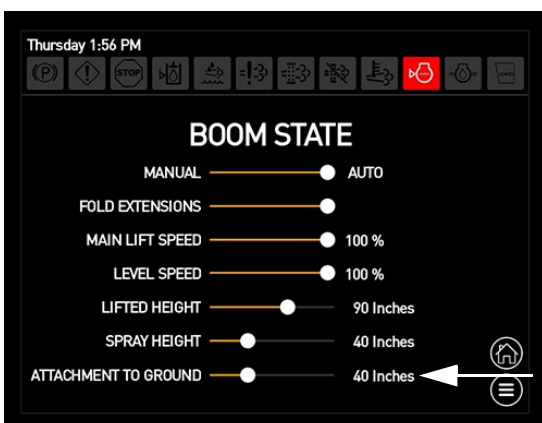 Thursday 1:56 PM
(P) STOP
BOOM STATE
MANUAL AUTO
FOLD EXTENSIONS
MAIN LIFT SPEED 100 %
LEVEL SPEED 100 %
LIFTED HEIGHT 90 Inches
SPRAY HEIGHT 40 Inches
ATTACHMENT TO GROUND 40 Inches